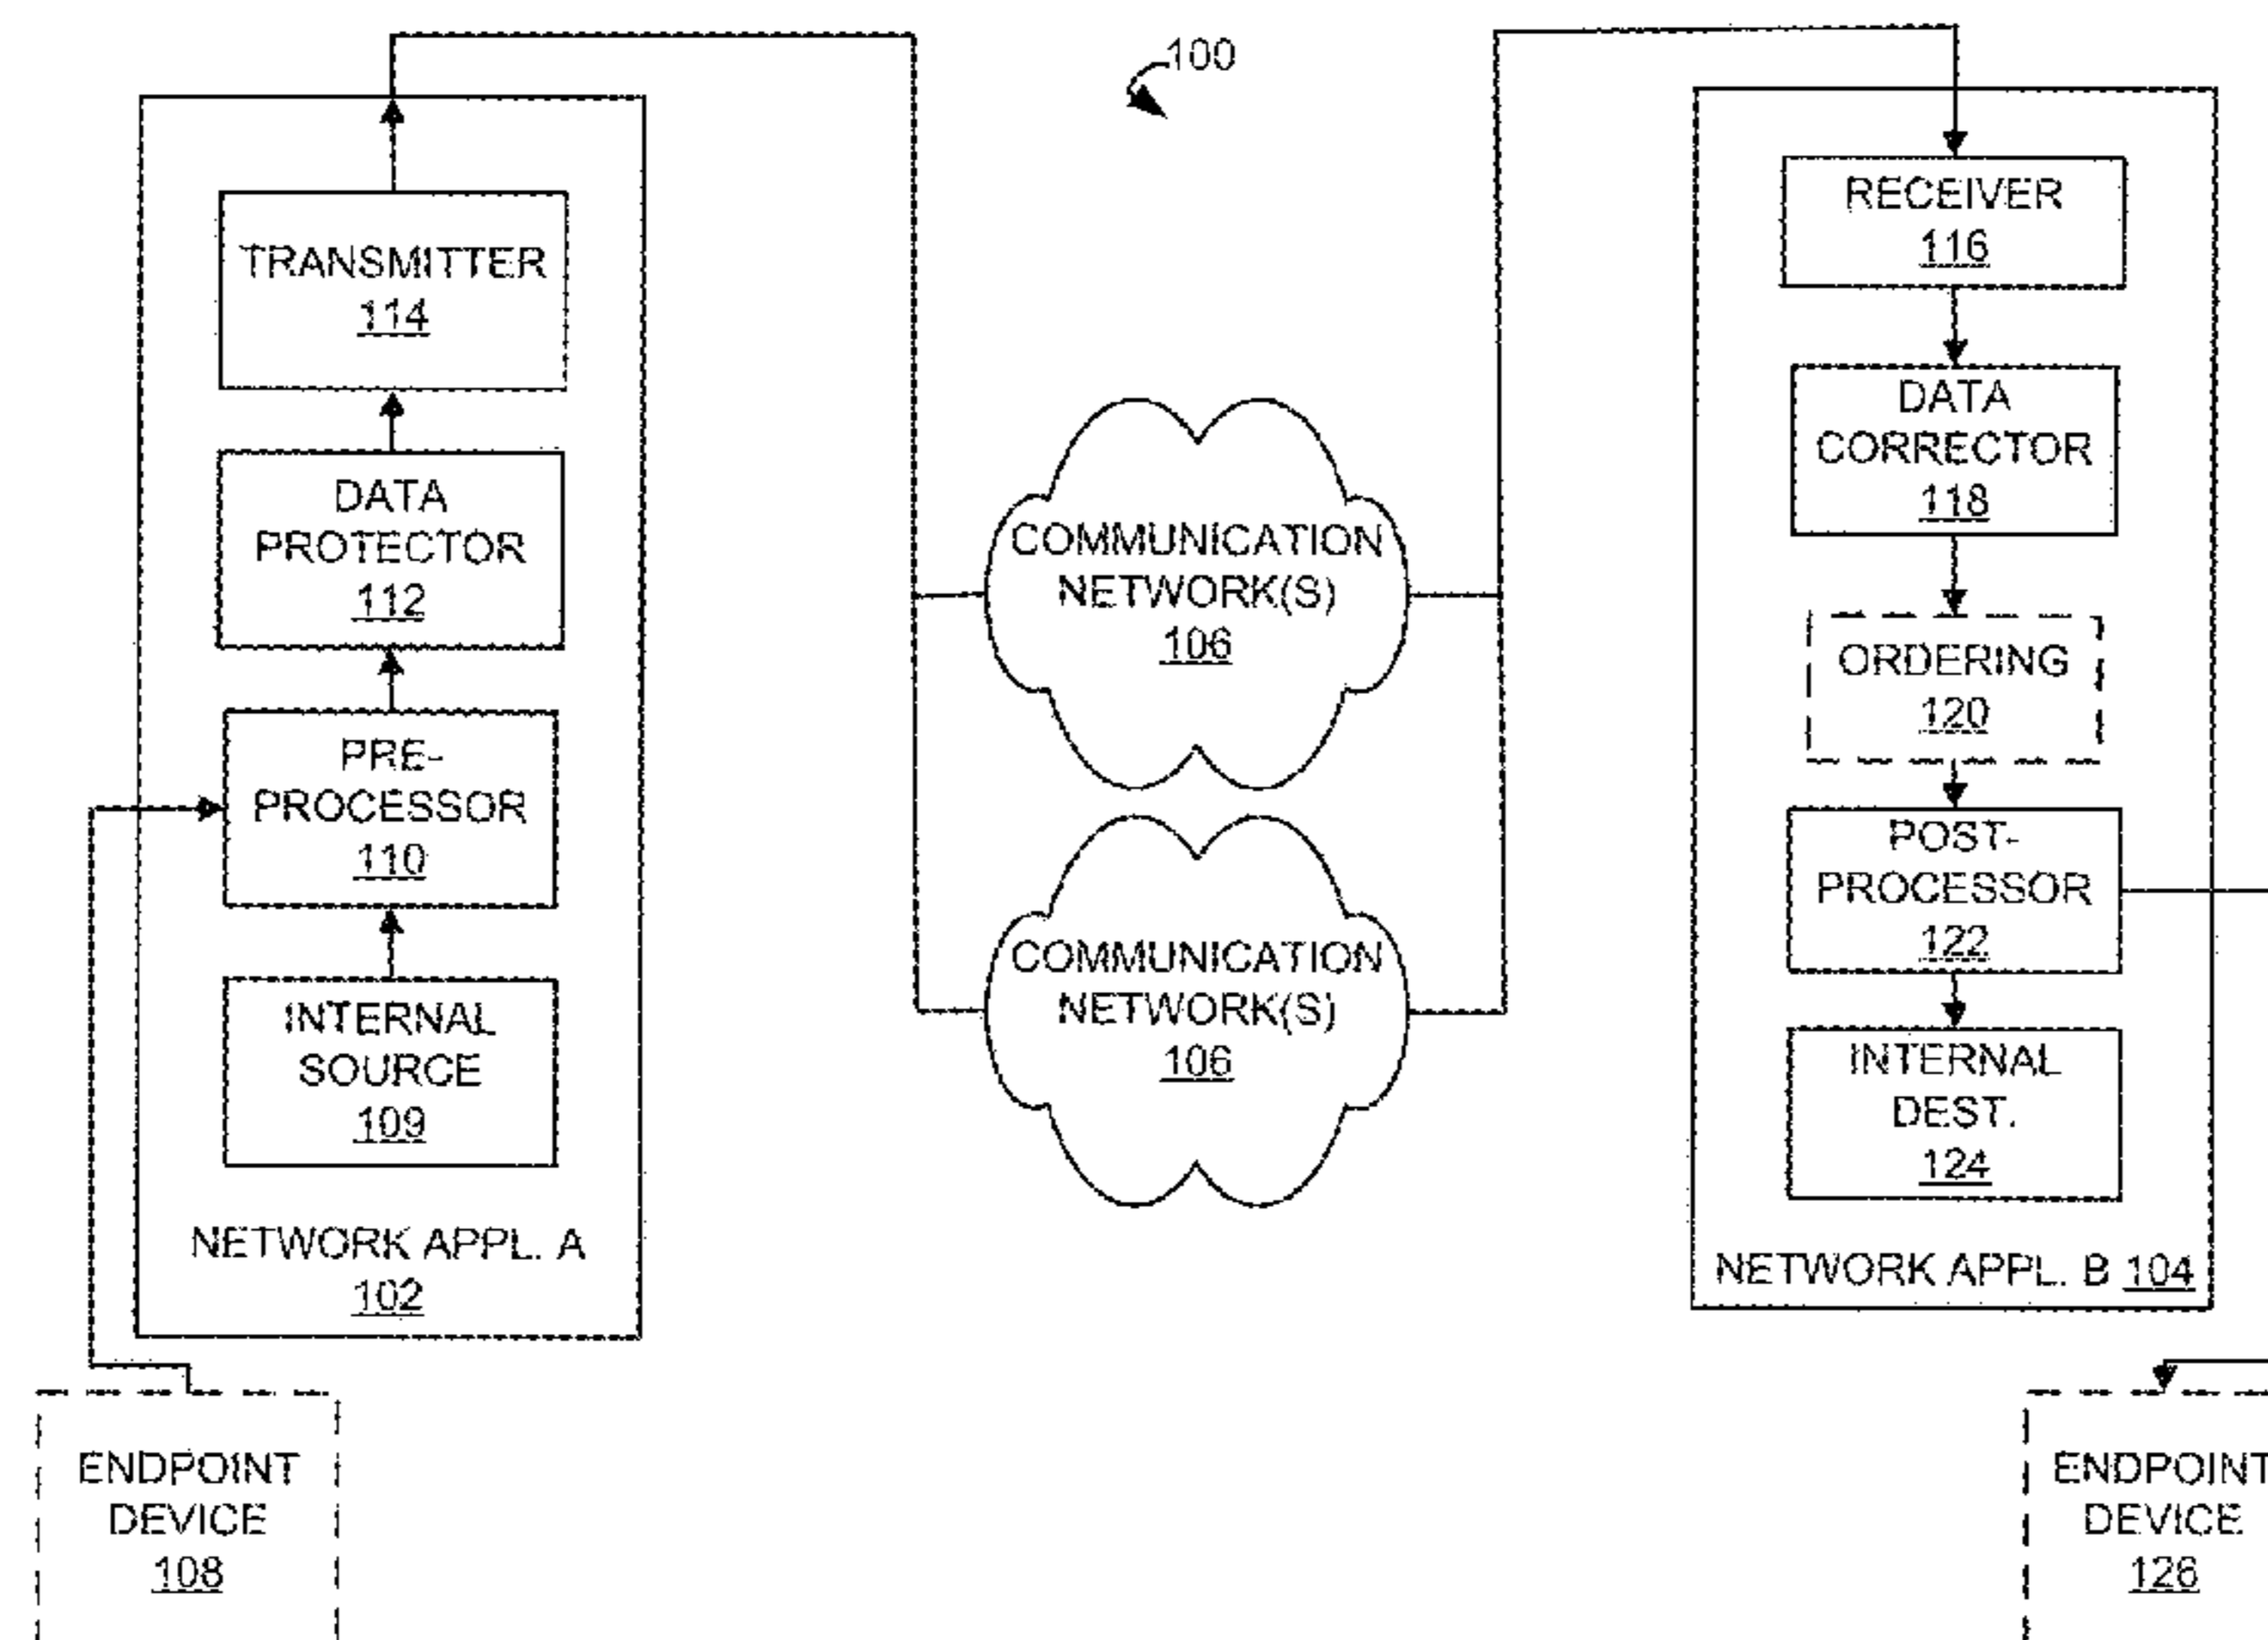 100
TRANSMITTER
114
DATA
PROTECTOR
112
PRE-
PROCESSOR
110
INTERNAL
SOURCE
109
NETWORK APPL. A
102
ENDPOINT
DEVICE
108
COMMUNICATION
NETWORK(S)
106
COMMUNICATION
NETWORK(S)
106
RECEIVER
116
DATA
CORRECTOR
118
ORDERING
120
POST-
PROCESSOR
122
INTERNAL
DEST.
124
NETWORK APPL. B 104
ENDPOINT
DEVICE
126